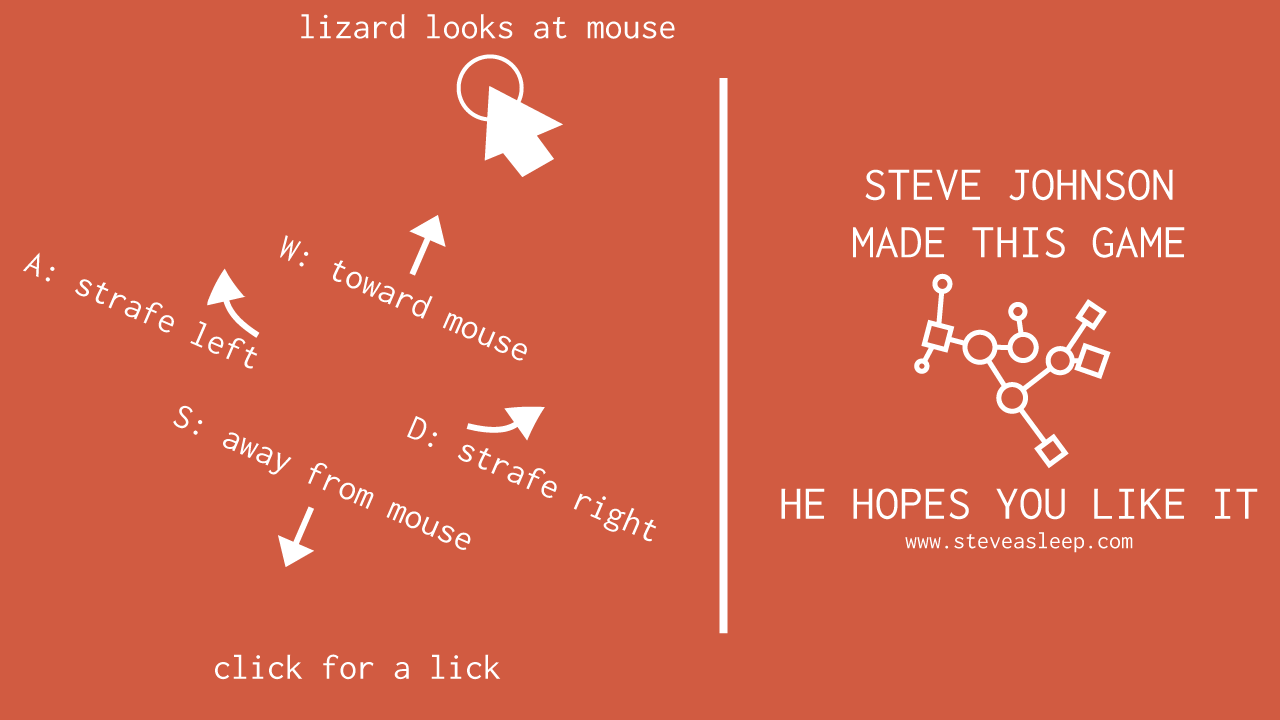 lizard looks at mouse
W: toward mouse
A: strafe left
S: away from mouse
D: strafe right
click for a lick
STEVE JOHNSON
MADE THIS GAME
HE HOPES YOU LIKE IT
www.steveasleep.com